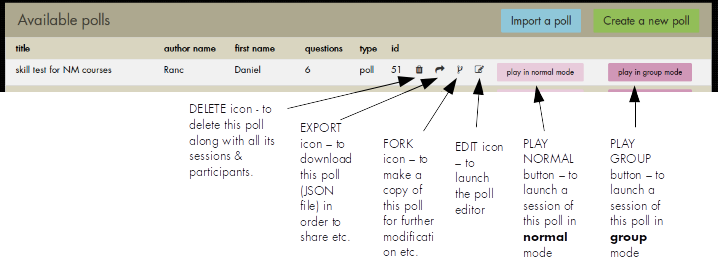 Available polls
Import a poll
Create a new poll
title author name first name questions type id
skill test for NM courses Ranc Daniel 6 poll 51 play in normal mode play in group mode
DELETE icon - to
delete this poll
along with all its
sessions &
participants.
EXPORT
icon – to
download
this poll
(JSON
file) in
order to
share etc.
FORK
icon – to
make a
copy of
this poll
for further
modificati
on etc.
EDIT icon
– to
launch
the poll
editor
PLAY
NORMAL
button – to
launch a
session of
this poll in
normal
mode
PLAY
GROUP
button – to
launch a
session of
this poll in
group
mode